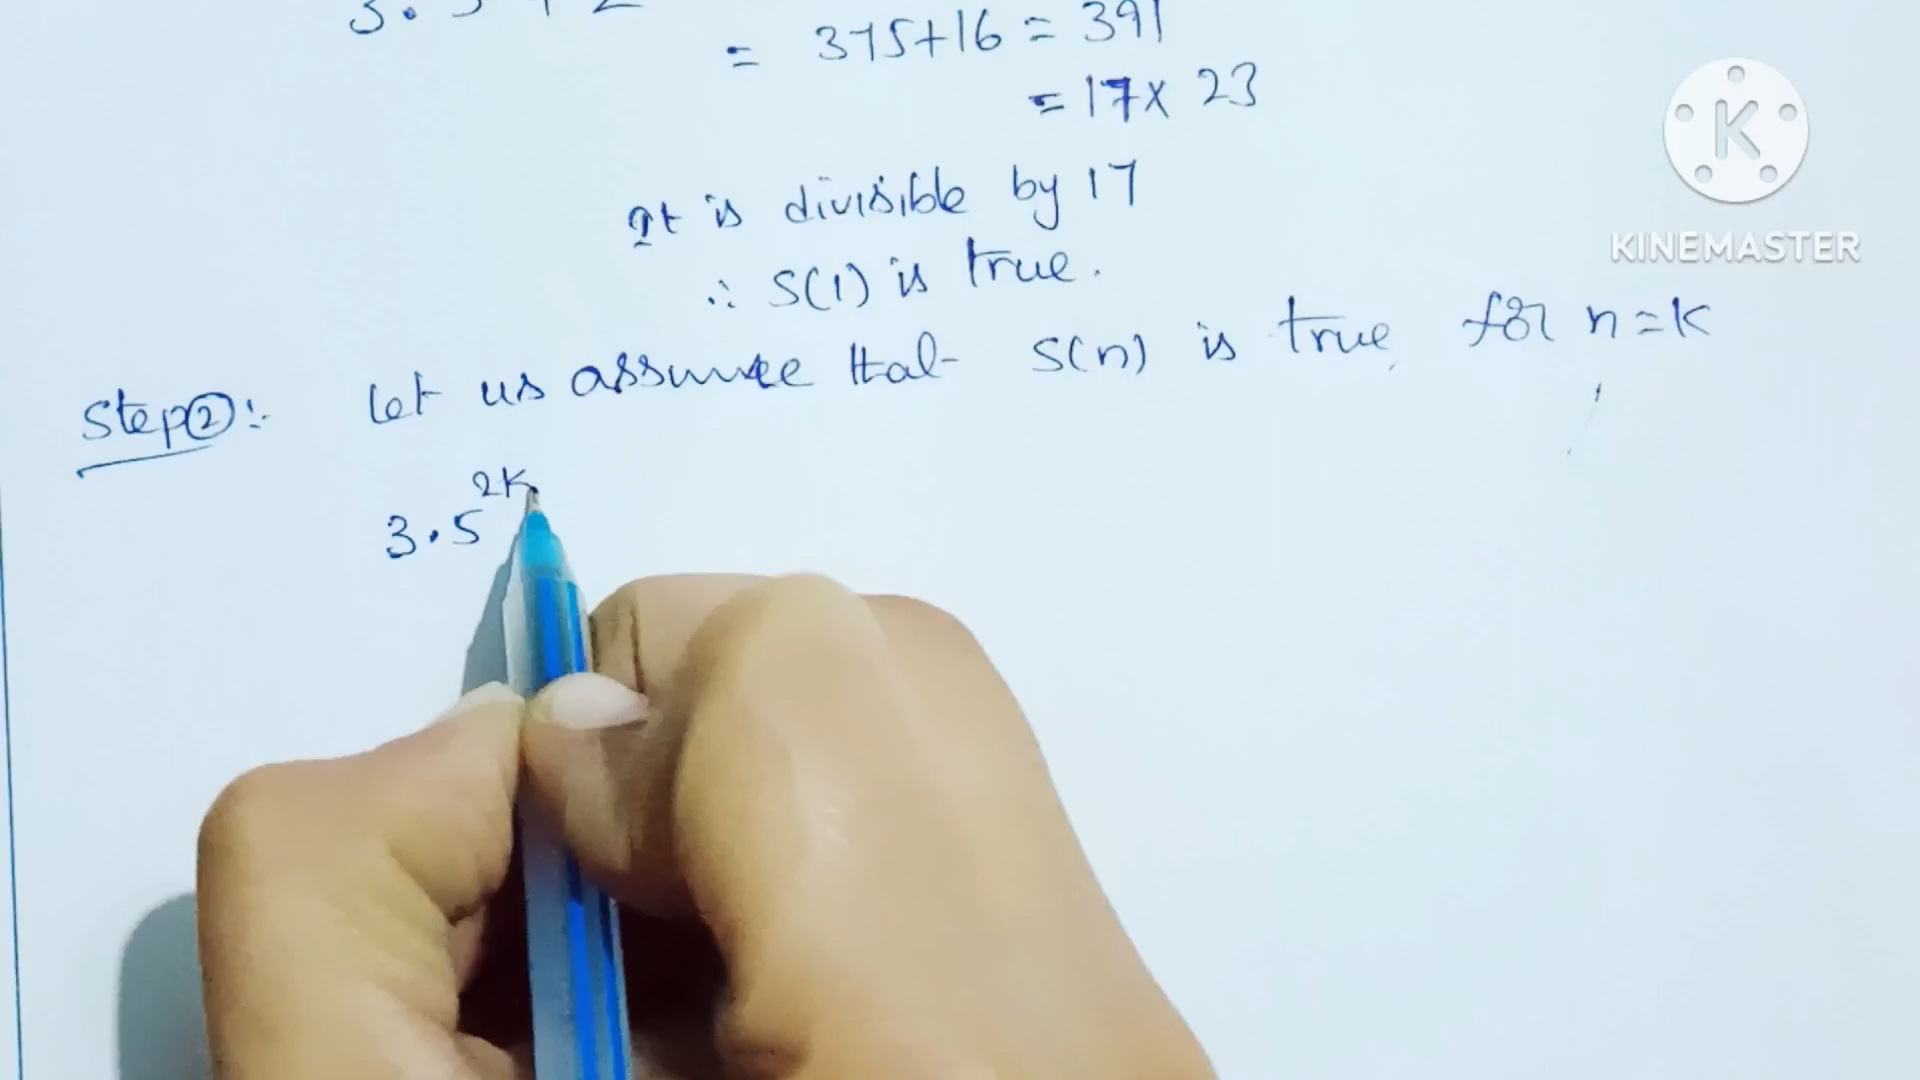 = 375+16 = 391
= 17 x 23
It is divisible by 17
∴ S(1) is true.
Step②:- Let us assume that S(n) is true for n=k
3.5^2k
K
KINEMASTER